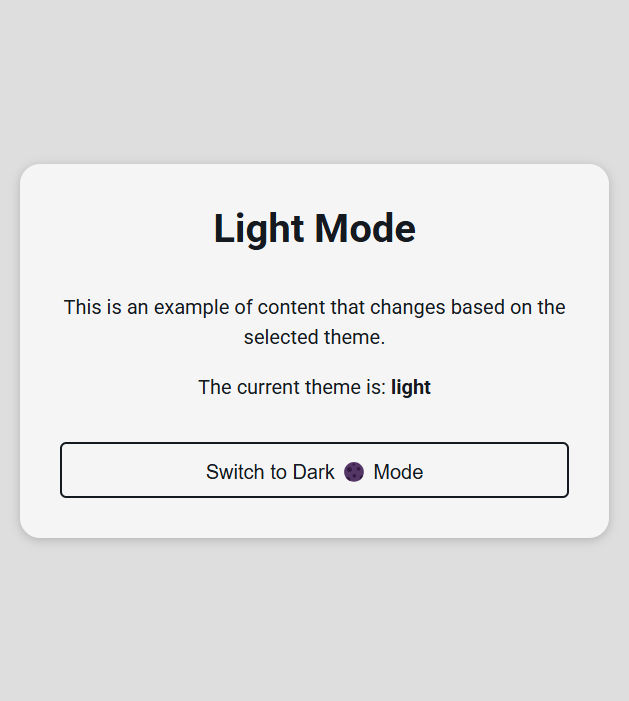 Light Mode
This is an example of content that changes based on the
selected theme.
The current theme is: light
Switch to Dark 🌑 Mode